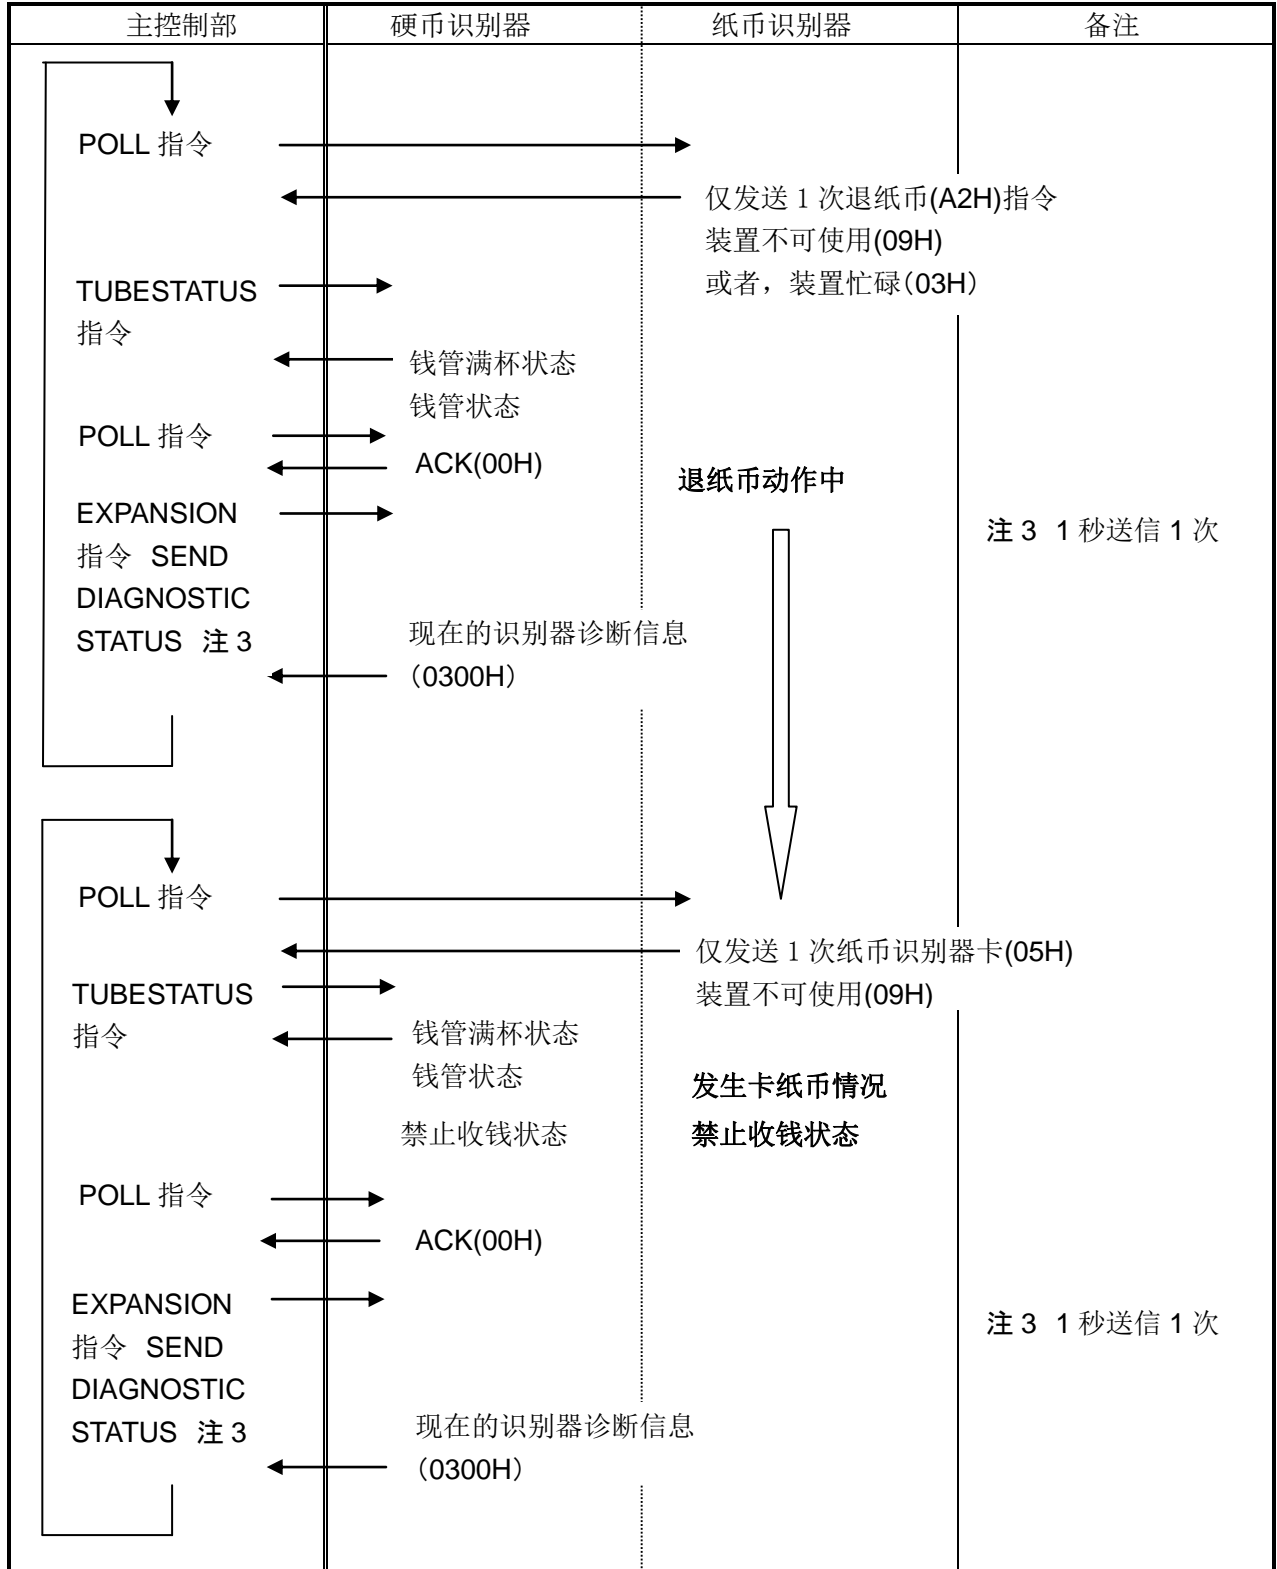 主控制部
硬币识别器
纸币识别器
备注
POLL 指令
仅发送 1 次退纸币(A2H)指令
装置不可使用(09H)
或者，装置忙碌（03H）
TUBESTATUS
指令
钱管满杯状态
钱管状态
POLL 指令
ACK(00H)
退纸币动作中
EXPANSION
指令 SEND
DIAGNOSTIC
STATUS 注 3
注 3 1 秒送信 1 次
现在的识别器诊断信息
（0300H）
POLL 指令
仅发送 1 次纸币识别器卡(05H)
装置不可使用(09H)
TUBESTATUS
指令
钱管满杯状态
钱管状态
发生卡纸币情况
禁止收钱状态
禁止收钱状态
POLL 指令
ACK(00H)
EXPANSION
指令 SEND
DIAGNOSTIC
STATUS 注 3
注 3 1 秒送信 1 次
现在的识别器诊断信息
（0300H）